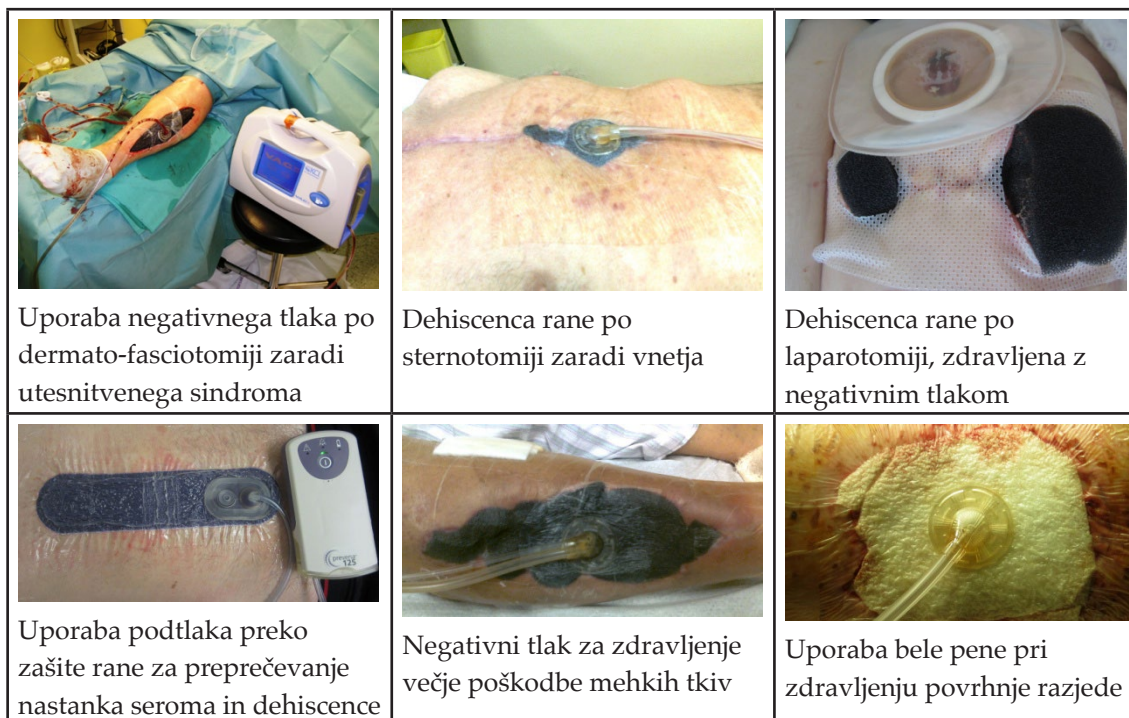 Uporaba negativnega tlaka po
dermato-fasciotomiji zaradi
utesnitvenega sindroma
Dehiscenca rane po
sternotomiji zaradi vnetja
Dehiscenca rane po
laparotomiji, zdravljena z
negativnim tlakom
prevena
125
Uporaba podtlaka preko
zašite rane za preprečevanje
nastanka seroma in dehiscence
Negativni tlak za zdravljenje
večje poškodbe mehkih tkiv
Uporaba bele pene pri
zdravljenju površnje razjede